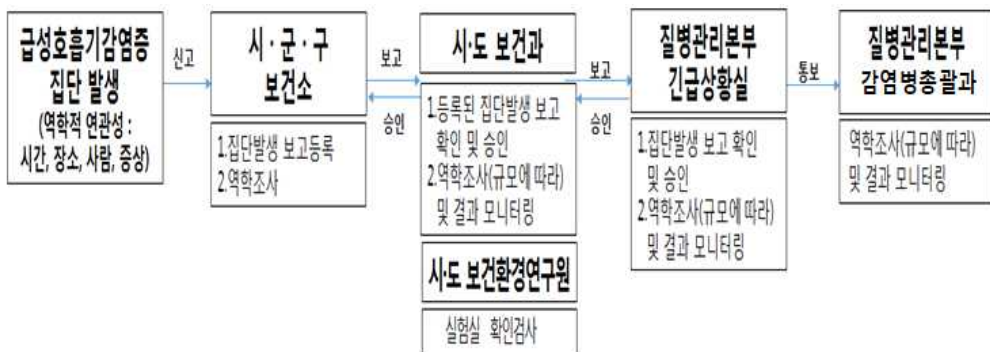 급성호흡기감염증
집단 발생
(역학적 연관성 :
시간, 장소, 사람, 증상)
신고
시·군·구
보건소
1.집단발생 보고등록
2.역학조사
보고
승인
시·도 보건과
1.등록된 집단발생 보고
확인 및 승인
2.역학조사(규모에 따라)
및 결과 모니터링
시·도 보건환경연구원
실험실 확인검사
보고
승인
질병관리본부
긴급상황실
1.집단발생 보고 확인
및 승인
2.역학조사(규모에 따라)
및 결과 모니터링
통보
질병관리본부
감염병총괄과
역학조사(규모에 따라)
및 결과 모니터링